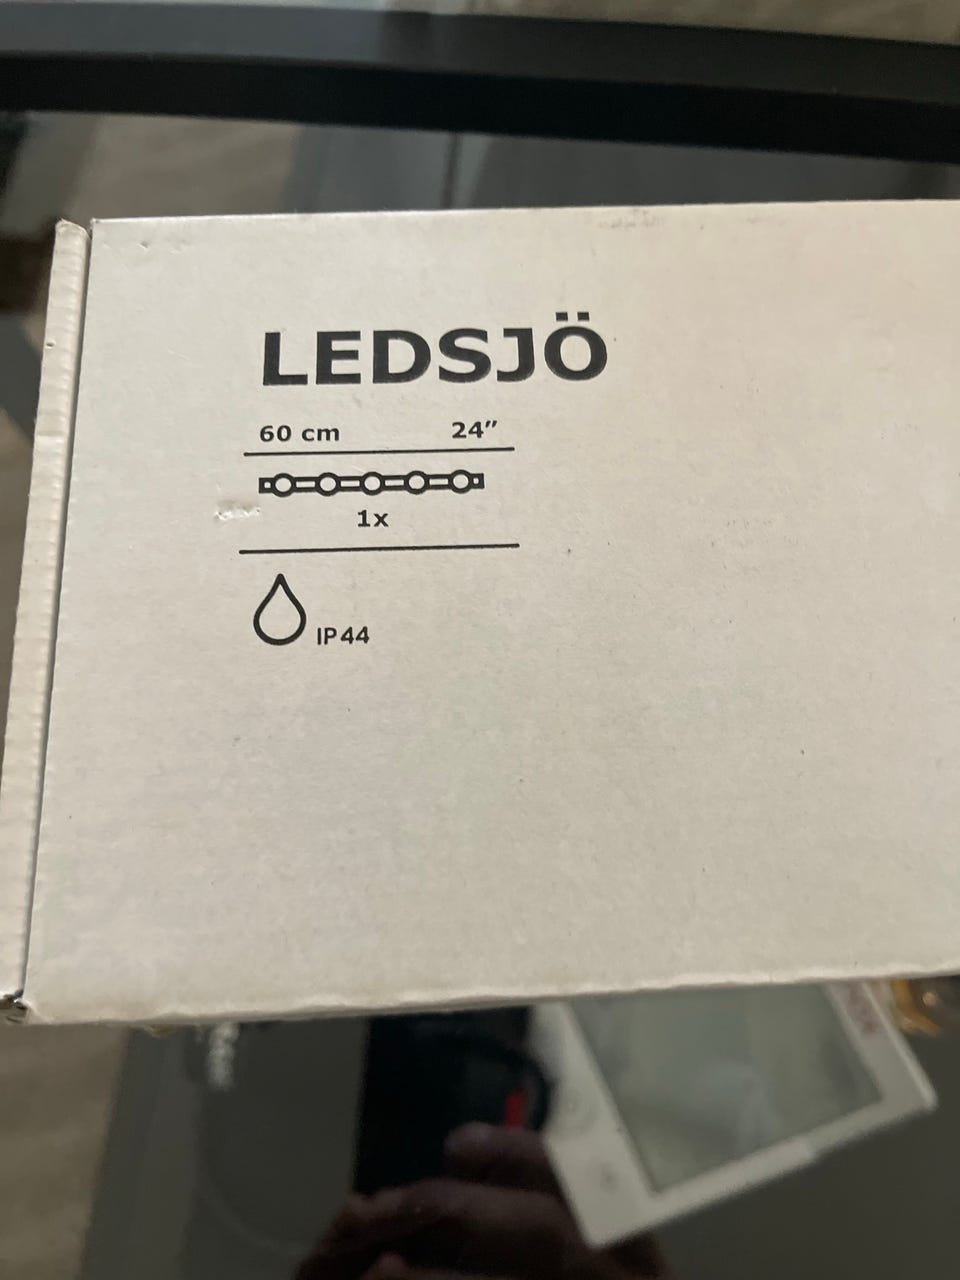 LEDSJÖ
60 cm 24″
1x
IP44